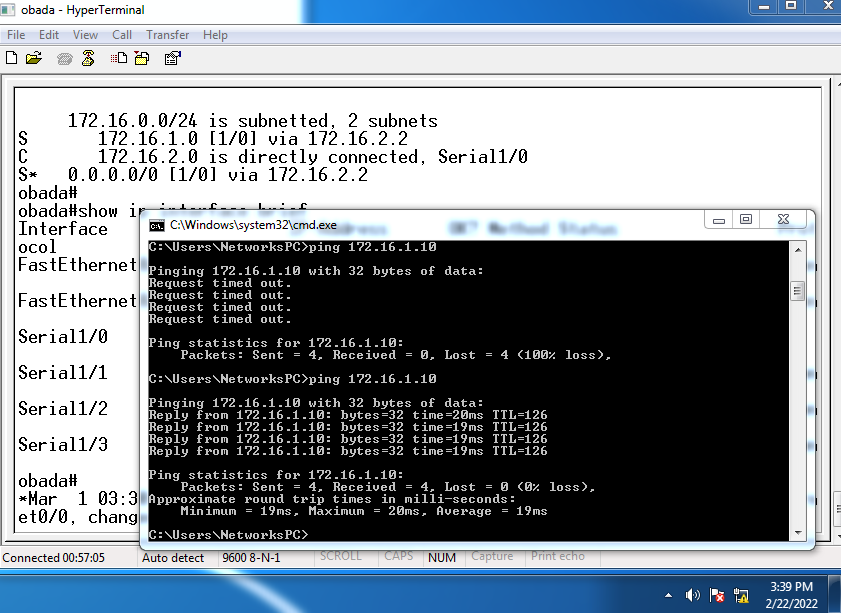 obada - HyperTerminal
File Edit View Call Transfer Help
172.16.0.0/24 is subnetted, 2 subnets
S 172.16.1.0 [1/0] via 172.16.2.2
C 172.16.2.0 is directly connected, Serial1/0
S* 0.0.0.0/0 [1/0] via 172.16.2.2
obada#
obada#show ip interface brief
Interface OK? Method Status
ocol
FastEthernet
FastEthernet
Serial1/0
Serial1/1
Serial1/2
Serial1/3
obada#
*Mar 1 03:3
et0/0, chang
C:\Windows\system32\cmd.exe
C:\Users\NetworksPC>ping 172.16.1.10
Pinging 172.16.1.10 with 32 bytes of data:
Request timed out.
Request timed out.
Request timed out.
Request timed out.
Ping statistics for 172.16.1.10:
Packets: Sent = 4, Received = 0, Lost = 4 (100% loss),
C:\Users\NetworksPC>ping 172.16.1.10
Pinging 172.16.1.10 with 32 bytes of data:
Reply from 172.16.1.10: bytes=32 time=20ms TTL=126
Reply from 172.16.1.10: bytes=32 time=19ms TTL=126
Reply from 172.16.1.10: bytes=32 time=19ms TTL=126
Reply from 172.16.1.10: bytes=32 time=19ms TTL=126
Ping statistics for 172.16.1.10:
Packets: Sent = 4, Received = 4, Lost = 0 (0% loss),
Approximate round trip times in milli-seconds:
Minimum = 19ms, Maximum = 20ms, Average = 19ms
C:\Users\NetworksPC>
Connected 00:57:05 Auto detect 9600 8-N-1 SCROLL CAPS NUM Capture Print echo
3:39 PM
2/22/2022